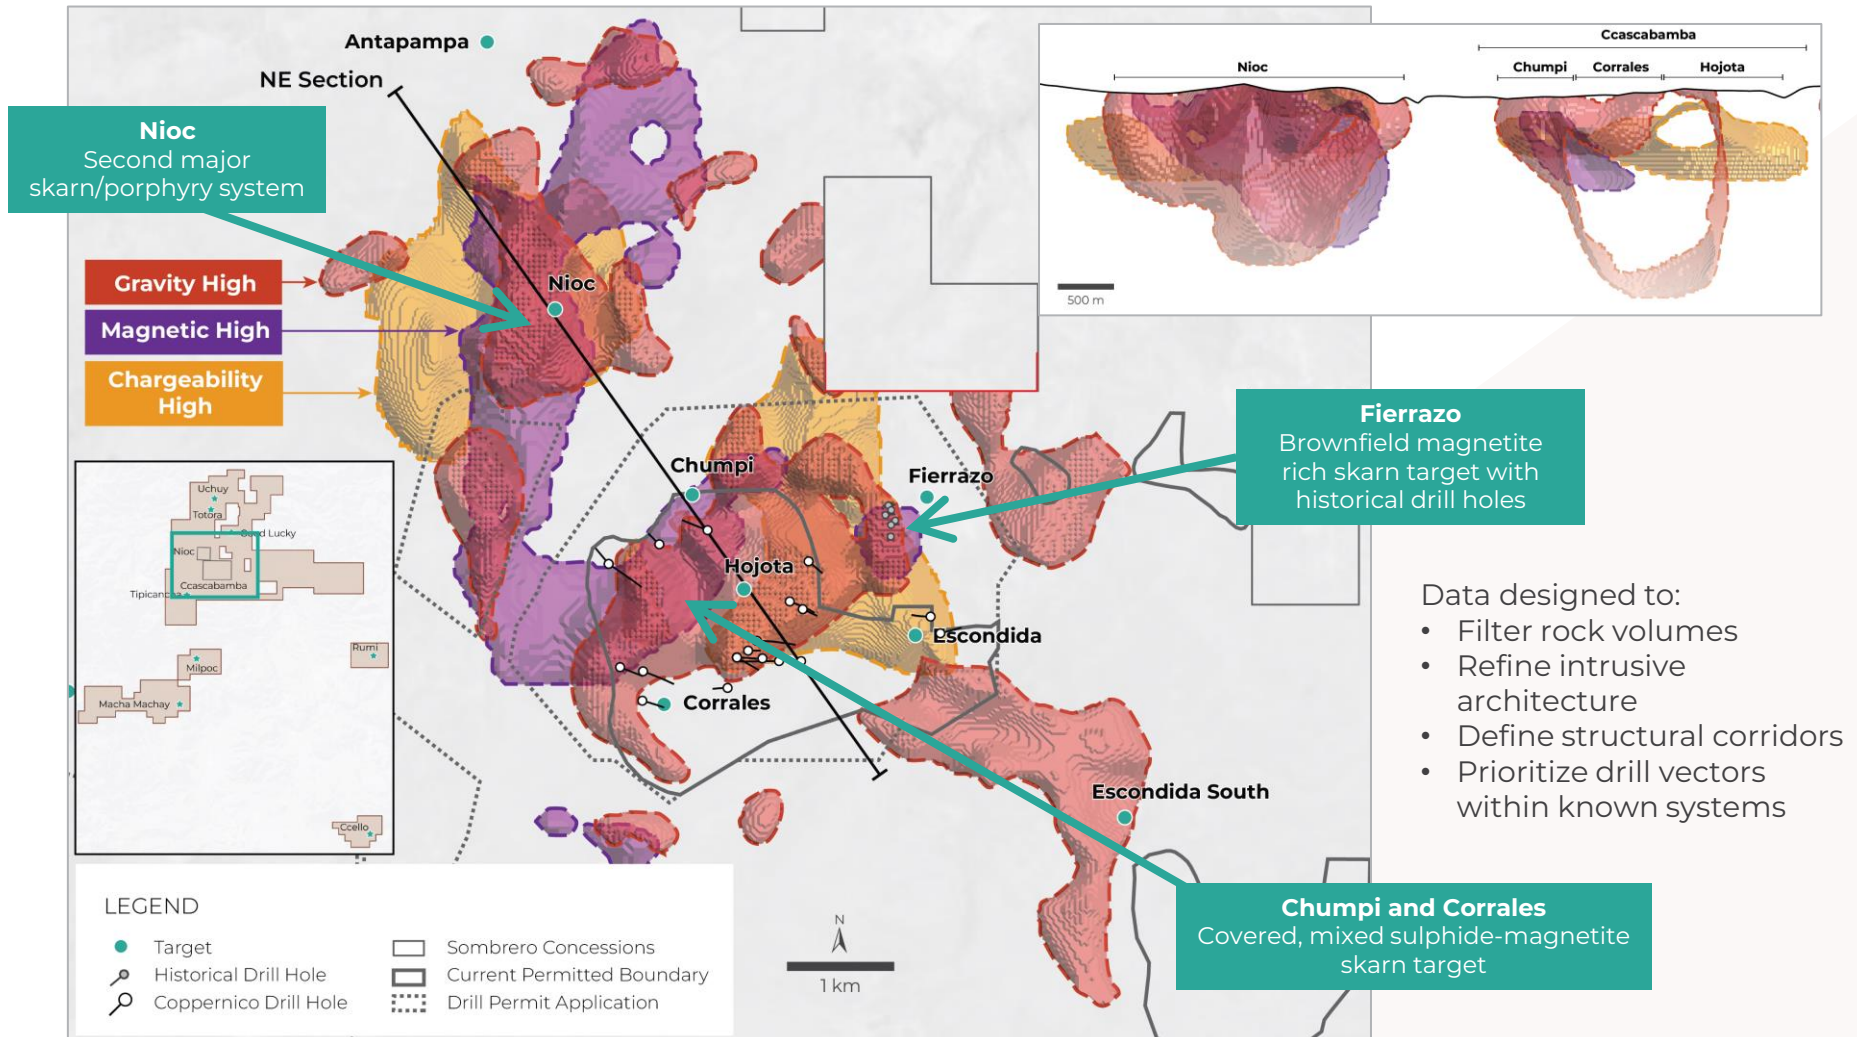 Antapampa
NE Section
Nioc
Second major
skarn/porphyry system
Gravity High
Magnetic High
Chargeability
High
Nioc
Chumpi
Fierrazo
Hojota
Escondida
Corrales
Escondida South
Ccascabamba
Nioc
Chumpi
Corrales
Hojota
500 m
Fierrazo
Brownfield magnetite
rich skarn target with
historical drill holes
Data designed to:
• Filter rock volumes
• Refine intrusive
architecture
• Define structural corridors
• Prioritize drill vectors
within known systems
Chumpi and Corrales
Covered, mixed sulphide-magnetite
skarn target
Uchuy
Totora
Good Lucky
Nioc
Ccascabamba
Tipicancha
Milpoc
Rumi
Macha Machay
Ccello
LEGEND
Target
Historical Drill Hole
Coppernico Drill Hole
Sombrero Concessions
Current Permitted Boundary
Drill Permit Application
N
1 km